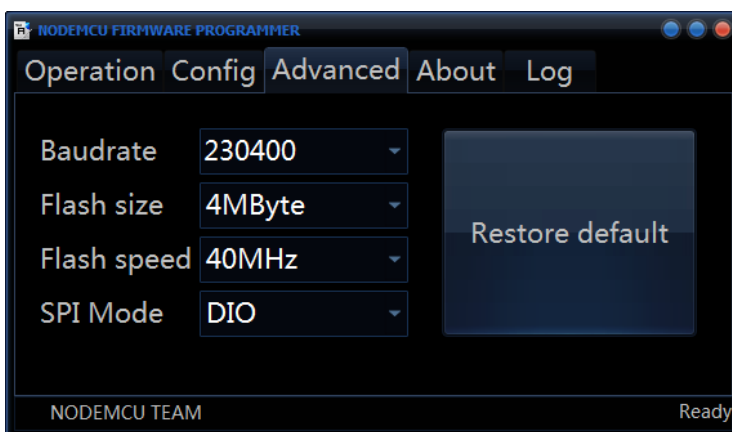 NODEMCU FIRMWARE PROGRAMMER
Operation Config Advanced About Log
Baudrate 230400
Flash size 4MByte
Flash speed 40MHz
SPI Mode DIO
Restore default
NODEMCU TEAM Ready